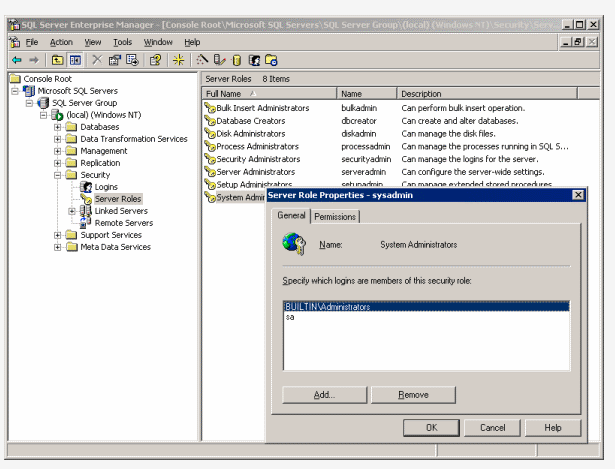 SQL Server Enterprise Manager - [Console Root\Microsoft SQL Servers\SQL Server Group\(local) (Windows NT)\Security\Serv...
File Action View Tools Window Help
Console Root
Microsoft SQL Servers
SQL Server Group
(local) (Windows NT)
Databases
Data Transformation Services
Management
Replication
Security
Logins
Server Roles
Linked Servers
Remote Servers
Support Services
Meta Data Services
Server Roles 8 Items
Full Name Name Description
Bulk Insert Administrators bulkadmin Can perform bulk insert operation.
Database Creators dbcreator Can create and alter databases.
Disk Administrators diskadmin Can manage the disk files.
Process Administrators processadmin Can manage the processes running in SQL S...
Security Administrators securityadmin Can manage the logins for the server.
Server Administrators serveradmin Can configure the server-wide settings.
Setup Administrators setupadmin Can manage extended stored procedures
System Admi
Server Role Properties - sysadmin
General Permissions
Name: System Administrators
Specify which logins are members of this security role:
BUILTIN\Administrators
sa
Add... Remove
OK Cancel Help